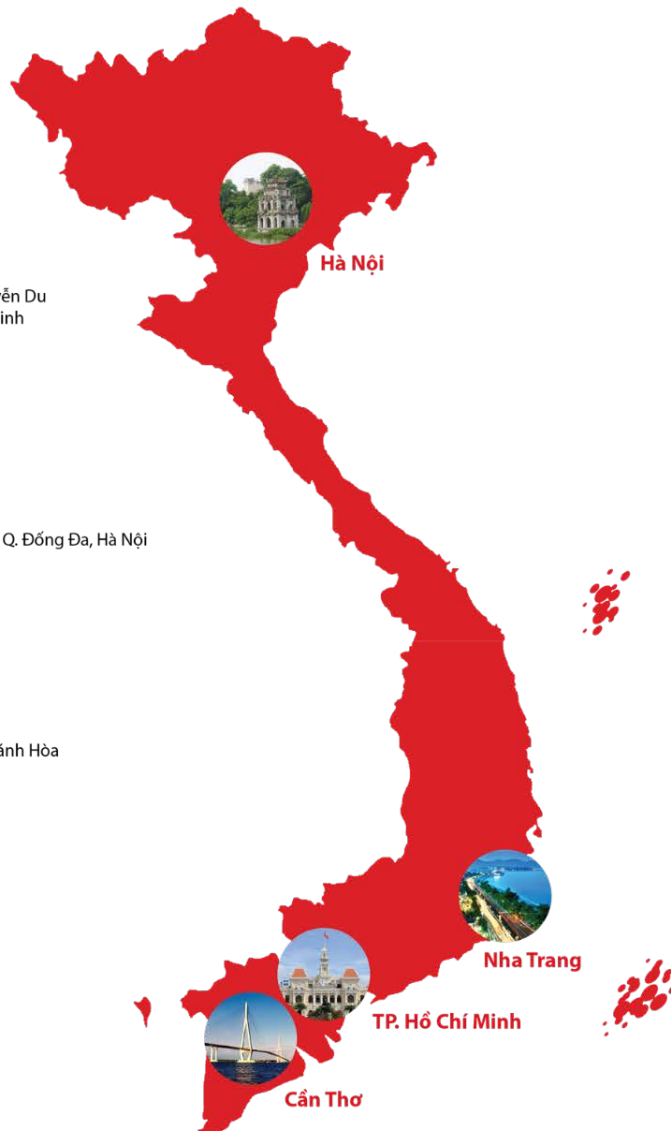 Hà Nội
ễn Du
inh
Q. Đống Đa, Hà Nội
ánh Hòa
Nha Trang
TP. Hồ Chí Minh
Cần Thơ